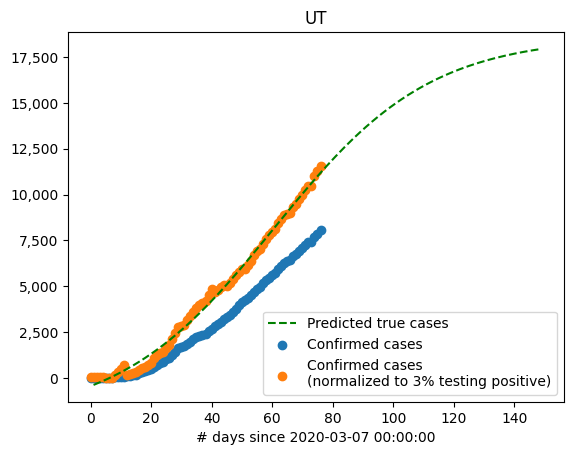 UT
17,500
15,000
12,500
10,000
7,500
5,000
2,500
0
Predicted true cases
Confirmed cases
Confirmed cases
(normalized to 3% testing positive)
0 20 40 60 80 100 120 140
# days since 2020-03-07 00:00:00